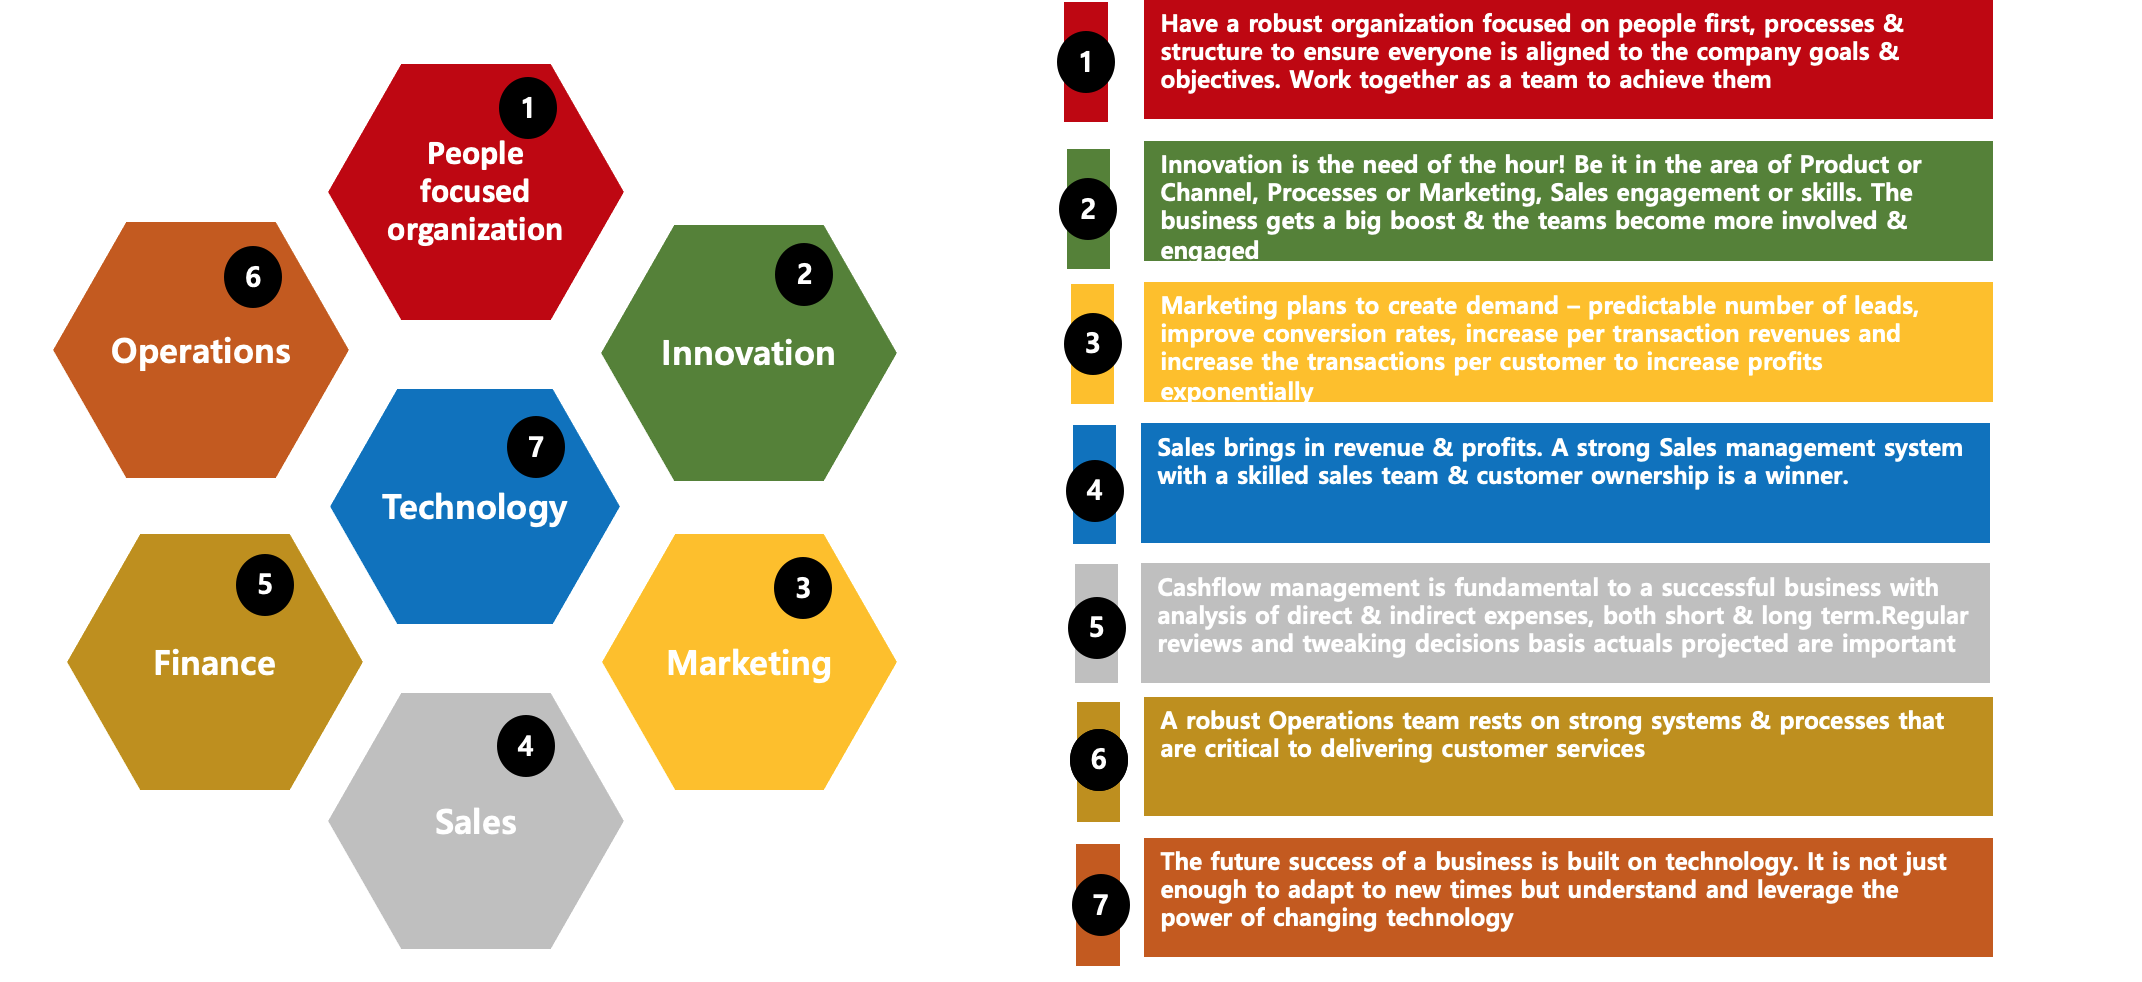 1
People
focused
organization
6
Operations
2
Innovation
7
Technology
5
Finance
3
Marketing
4
Sales
1
Have a robust organization focused on people first, processes &
structure to ensure everyone is aligned to the company goals &
objectives. Work together as a team to achieve them
2
Innovation is the need of the hour! Be it in the area of Product or
Channel, Processes or Marketing, Sales engagement or skills. The
business gets a big boost & the teams become more involved &
engaged
3
Marketing plans to create demand – predictable number of leads,
improve conversion rates, increase per transaction revenues and
increase the transactions per customer to increase profits
exponentially
4
Sales brings in revenue & profits. A strong Sales management system
with a skilled sales team & customer ownership is a winner.
5
Cashflow management is fundamental to a successful business with
analysis of direct & indirect expenses, both short & long term.Regular
reviews and tweaking decisions basis actuals projected are important
6
A robust Operations team rests on strong systems & processes that
are critical to delivering customer services
7
The future success of a business is built on technology. It is not just
enough to adapt to new times but understand and leverage the
power of changing technology